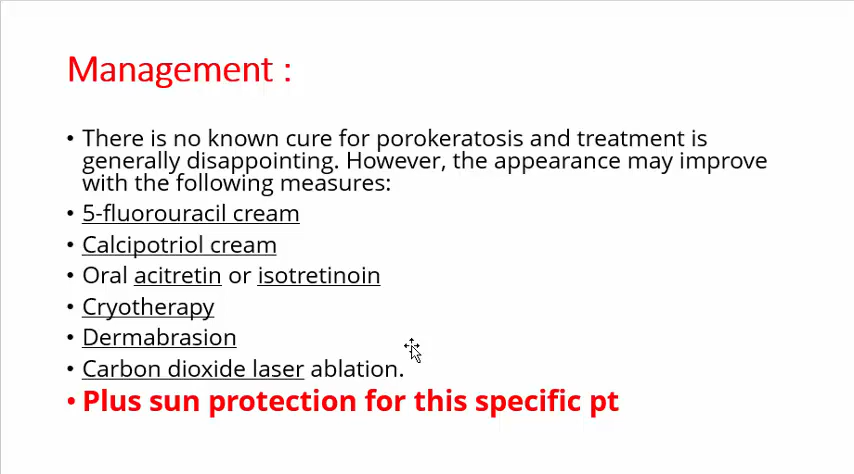 Management :
• There is no known cure for porokeratosis and treatment is
generally disappointing. However, the appearance may improve
with the following measures:
• 5-fluorouracil cream
• Calcipotriol cream
• Oral acitretin or isotretinoin
• Cryotherapy
• Dermabrasion
• Carbon dioxide laser ablation.
• Plus sun protection for this specific pt